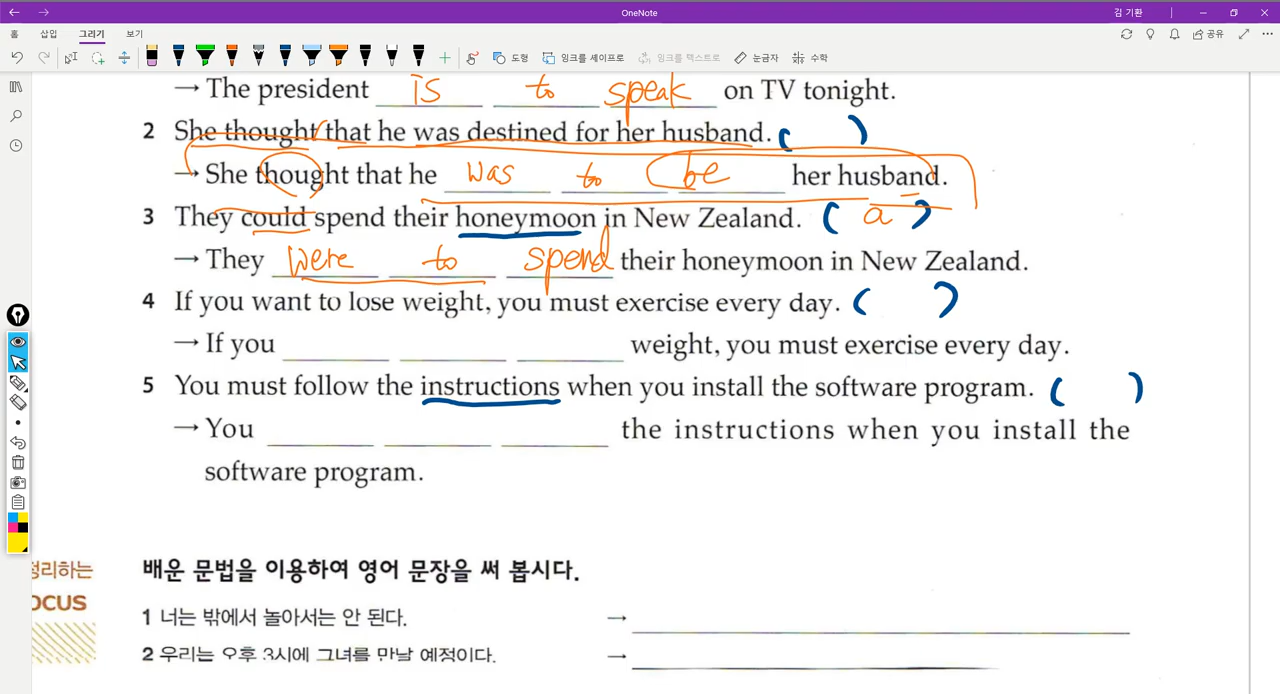 OneNote
김 기환
홈 삽입 그리기 보기
공유
도형 잉크를 셰이프로 잉크를 텍스트로 눈금자 수학
→ The president is to speak on TV tonight.
2 She thought that he was destined for her husband. ( )
→ She thought that he was to be her husband.
3 They could spend their honeymoon in New Zealand. ( a )
→ They were to spend their honeymoon in New Zealand.
4 If you want to lose weight, you must exercise every day. ( )
→ If you ___ ___ ___ weight, you must exercise every day.
5 You must follow the instructions when you install the software program. ( )
→ You ___ ___ ___ the instructions when you install the
software program.
정리하는
OCUS
배운 문법을 이용하여 영어 문장을 써 봅시다.
1 너는 밖에서 놀아서는 안 된다. →
2 우리는 오후 3시에 그녀를 만날 예정이다. →